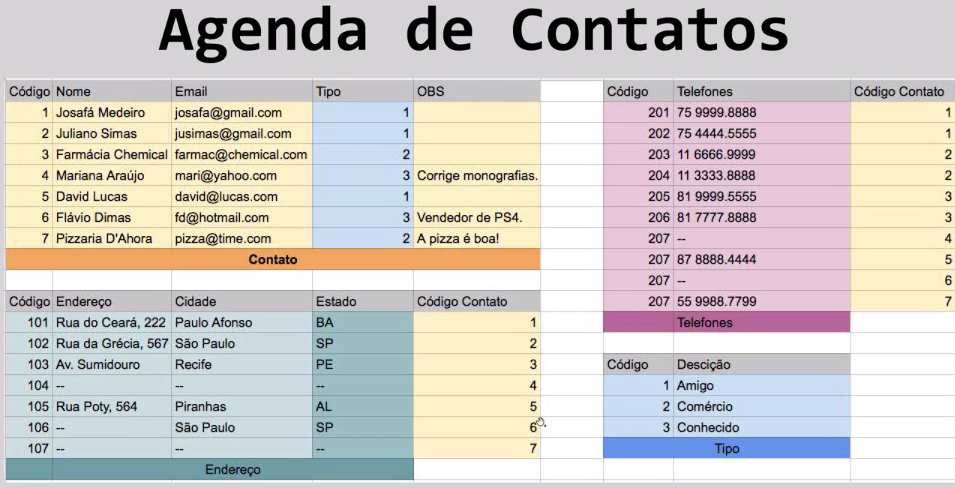 Agenda de Contatos
Código Nome Email Tipo OBS
1 Josafá Medeiro josafa@gmail.com 1
2 Juliano Simas jusimas@gmail.com 1
3 Farmácia Chemical farmac@chemical.com 2
4 Mariana Araújo mari@yahoo.com 3 Corrige monografias.
5 David Lucas david@lucas.com 1
6 Flávio Dimas fd@hotmail.com 3 Vendedor de PS4.
7 Pizzaria D'Ahora pizza@time.com 2 A pizza é boa!
Contato
Código Endereço Cidade Estado Código Contato
101 Rua do Ceará, 222 Paulo Afonso BA 1
102 Rua da Grécia, 567 São Paulo SP 2
103 Av. Sumidouro Recife PE 3
104 -- -- -- 4
105 Rua Poty, 564 Piranhas AL 5
106 -- São Paulo SP 6
107 -- -- -- 7
Endereço
Código Telefones Código Contato
201 75 9999.8888 1
202 75 4444.5555 1
203 11 6666.9999 2
204 11 3333.8888 2
205 81 9999.5555 3
206 81 7777.8888 3
207 -- 4
207 87 8888.4444 5
207 -- 6
207 55 9988.7799 7
Telefones
Código Descição
1 Amigo
2 Comércio
3 Conhecido
Tipo